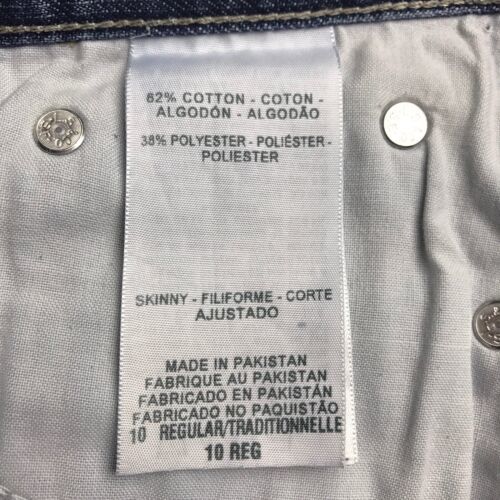 62% COTTON - COTON -
ALGODÓN - ALGODÃO
38% POLYESTER - POLIÉSTER -
POLIESTER
SKINNY - FILIFORME - CORTE
AJUSTADO
MADE IN PAKISTAN
FABRIQUE AU PAKISTAN
FABRICADO EN PAKISTÁN
FABRICADO NO PAQUISTÃO
10 REGULAR/TRADITIONNELLE
10 REG